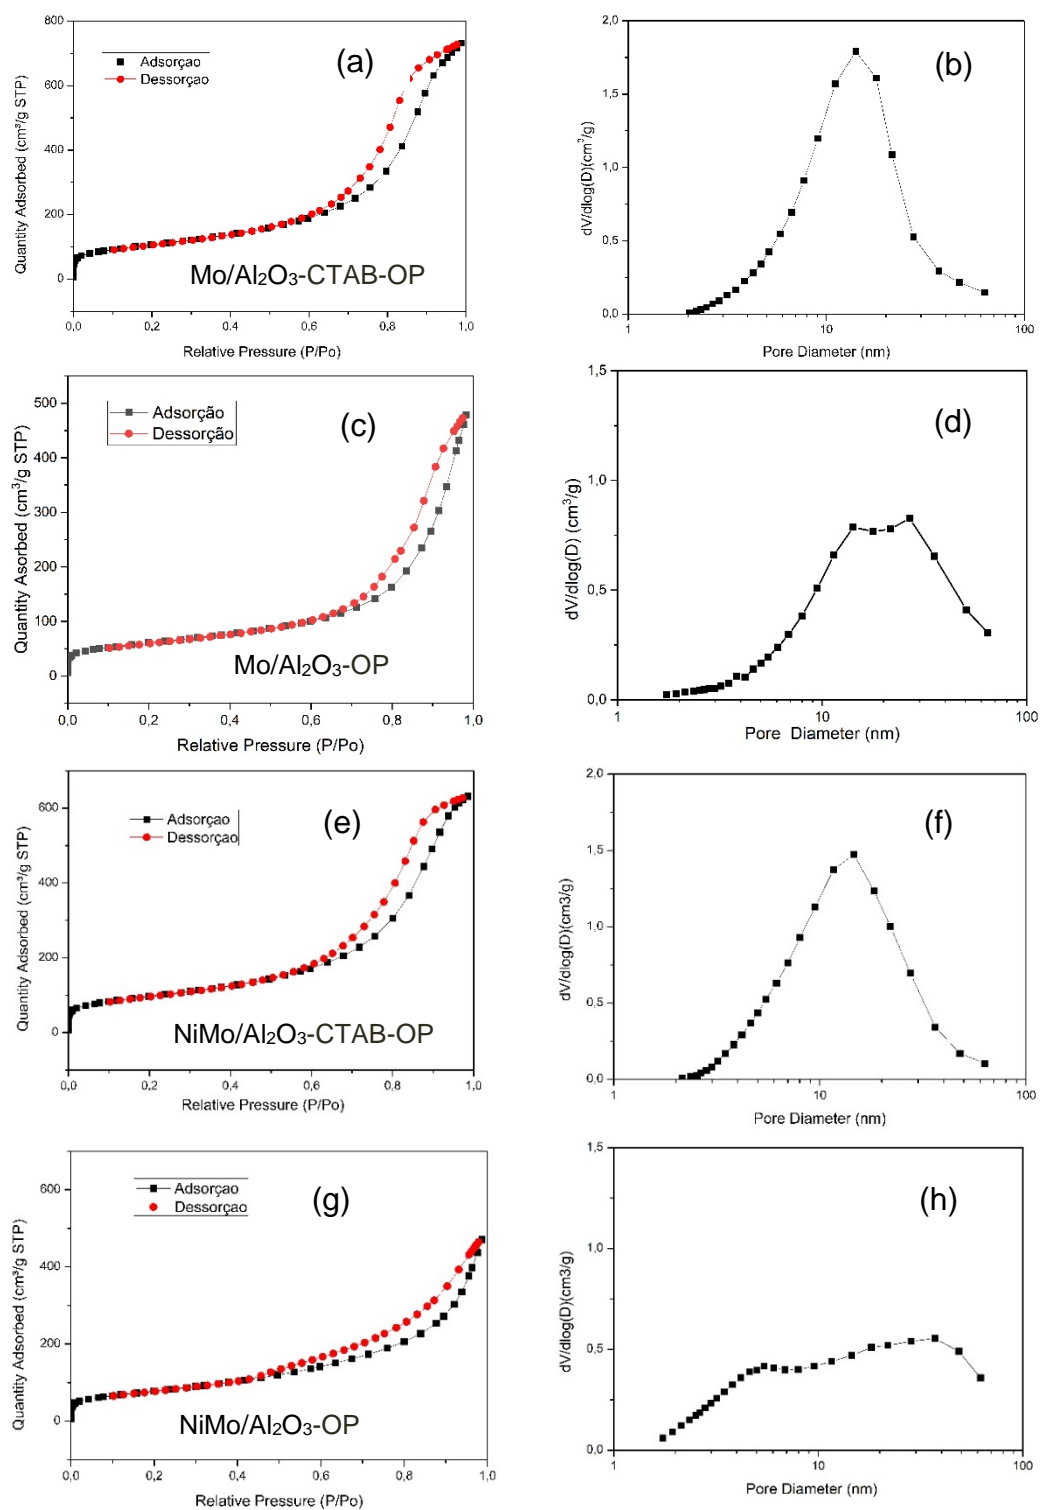 800
600
400
200
0
Quantity Adsorbed (cm³/g STP)
Adsorçao
Dessorçao
(a)
Mo/Al₂O₃-CTAB-OP
0,0 0,2 0,4 0,6 0,8 1,0
Relative Pressure (P/Po)
2,0
1,5
1,0
0,5
0,0
dV/dlog(D)(cm³/g)
(b)
1 10 100
Pore Diameter (nm)
500
400
300
200
100
0
Quantity Asorbed (cm³/g STP)
Adsorção
Dessorção
(c)
Mo/Al₂O₃-OP
0,0 0,2 0,4 0,6 0,8 1,0
Relative Pressure (P/Po)
1,5
1,0
0,5
0,0
dV/dlog(D) (cm³/g)
(d)
1 10 100
Pore Diameter (nm)
600
400
200
0
Quantity Adsorbed (cm³/g STP)
Adsorçao
Dessorçao
(e)
NiMo/Al₂O₃-CTAB-OP
0,0 0,2 0,4 0,6 0,8 1,0
Relative Pressure (P/Po)
2,0
1,5
1,0
0,5
0,0
dV/dlog(D)(cm3/g)
(f)
1 10 100
Pore Diameter (nm)
600
400
200
0
Quantity Adsorbed (cm³/g STP)
Adsorçao
Dessorçao
(g)
NiMo/Al₂O₃-OP
0,0 0,2 0,4 0,6 0,8 1,0
Relative Pressure (P/Po)
1,5
1,0
0,5
0,0
dV/dlog(D)(cm3/g)
(h)
1 10 100
Pore Diameter (nm)